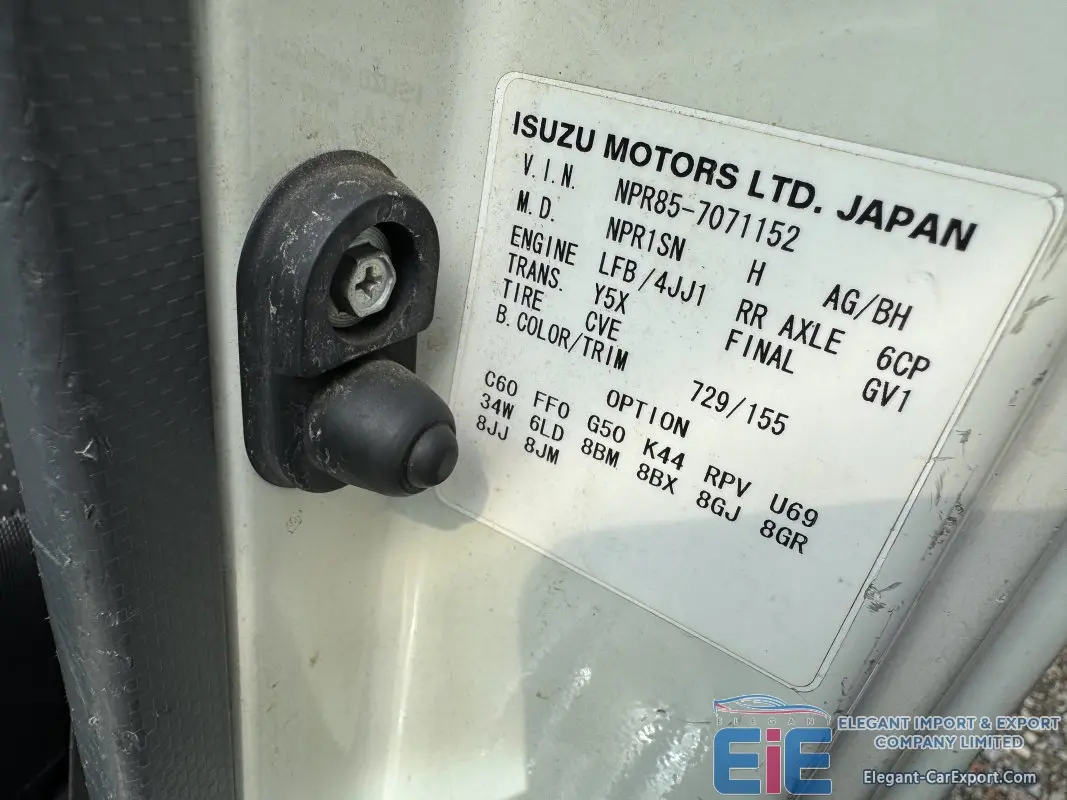 ISUZU MOTORS LTD. JAPAN
V.I.N. NPR85-7071152
M.D. NPR1SN H AG/BH
ENGINE LFB/4JJ1 RR AXLE 6CP
TRANS. Y5X FINAL GV1
TIRE CVE
B.COLOR/TRIM 729/155
OPTION
C60 FF0 G50 K44 RPV U69
34W 6LD 8BM 8BX 8GJ 8GR
8JJ 8JM
ELEGANT
EiE
ELEGANT IMPORT & EXPORT
COMPANY LIMITED
Elegant-CarExport.Com